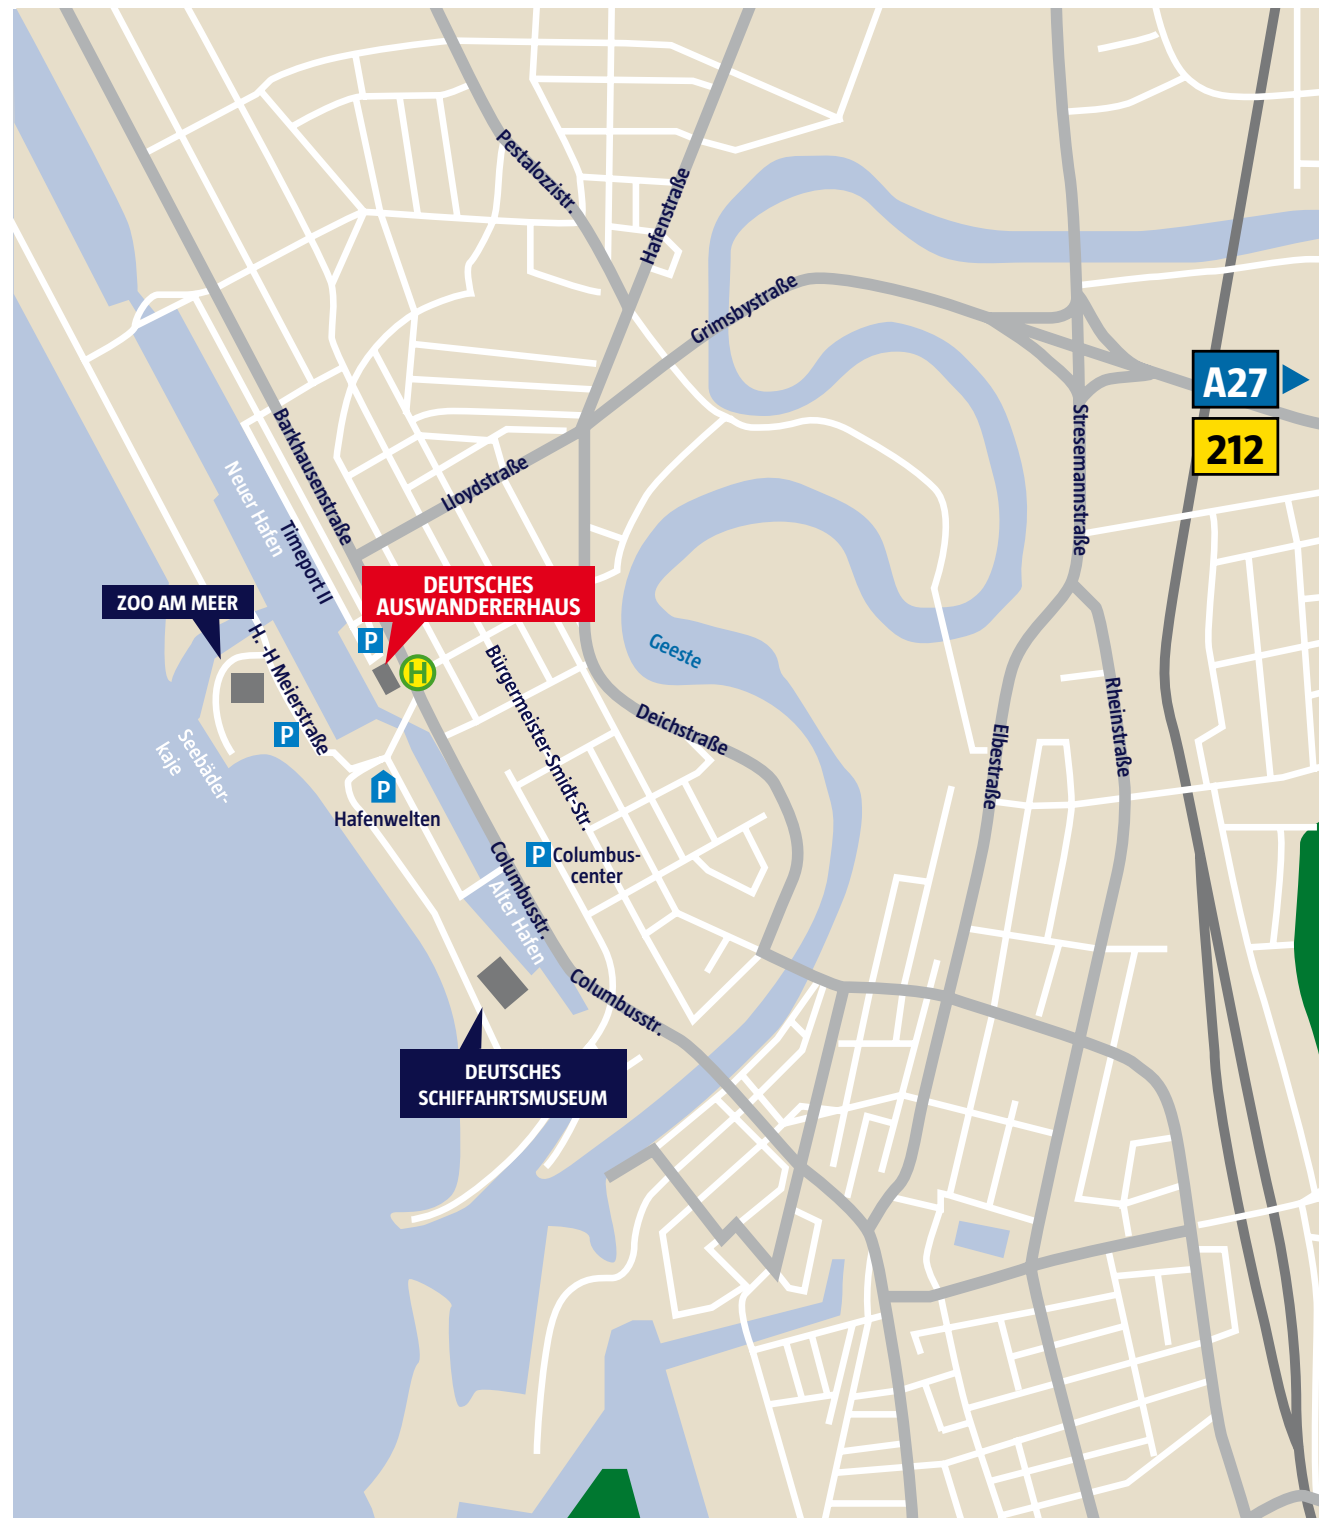 Pestalozzistr.
Hafenstraße
Grimsbystraße
A27
212
Stresemannstraße
Barkhausenstraße
Lloydstraße
Neuer Hafen
Timeport II
DEUTSCHES
AUSWANDERERHAUS
ZOO AM MEER
P
H
H. -H Meierstraße
Geeste
Bürgermeister-Smidt-Str.
Deichstraße
Rheinstraße
Elbestraße
Seebäder-
kaje
P
P
Hafenwelten
P
Columbus-
center
Columbusstr.
Alter Hafen
Columbusstr.
DEUTSCHES
SCHIFFAHRTSMUSEUM